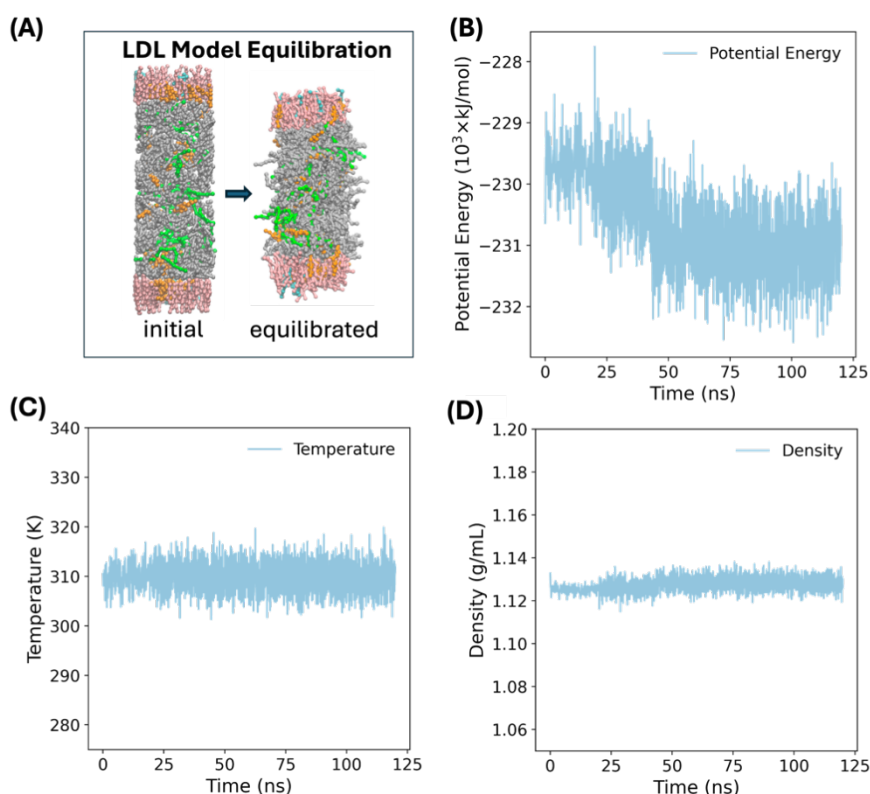 (A)
LDL Model Equilibration
initial
equilibrated
(B)
Potential Energy
−228
−229
−230
−231
−232
Potential Energy (10³×kJ/mol)
0
25
50
75
100
125
Time (ns)
(C)
Temperature
340
330
320
310
300
290
280
Temperature (K)
0
25
50
75
100
125
Time (ns)
(D)
Density
1.20
1.18
1.16
1.14
1.12
1.10
1.08
1.06
Density (g/mL)
0
25
50
75
100
125
Time (ns)